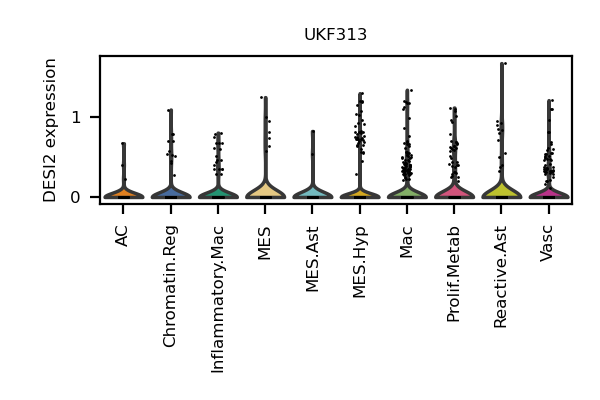 UKF313
DESI2 expression
1
0
AC
Chromatin.Reg
Inflammatory.Mac
MES
MES.Ast
MES.Hyp
Mac
Prolif.Metab
Reactive.Ast
Vasc